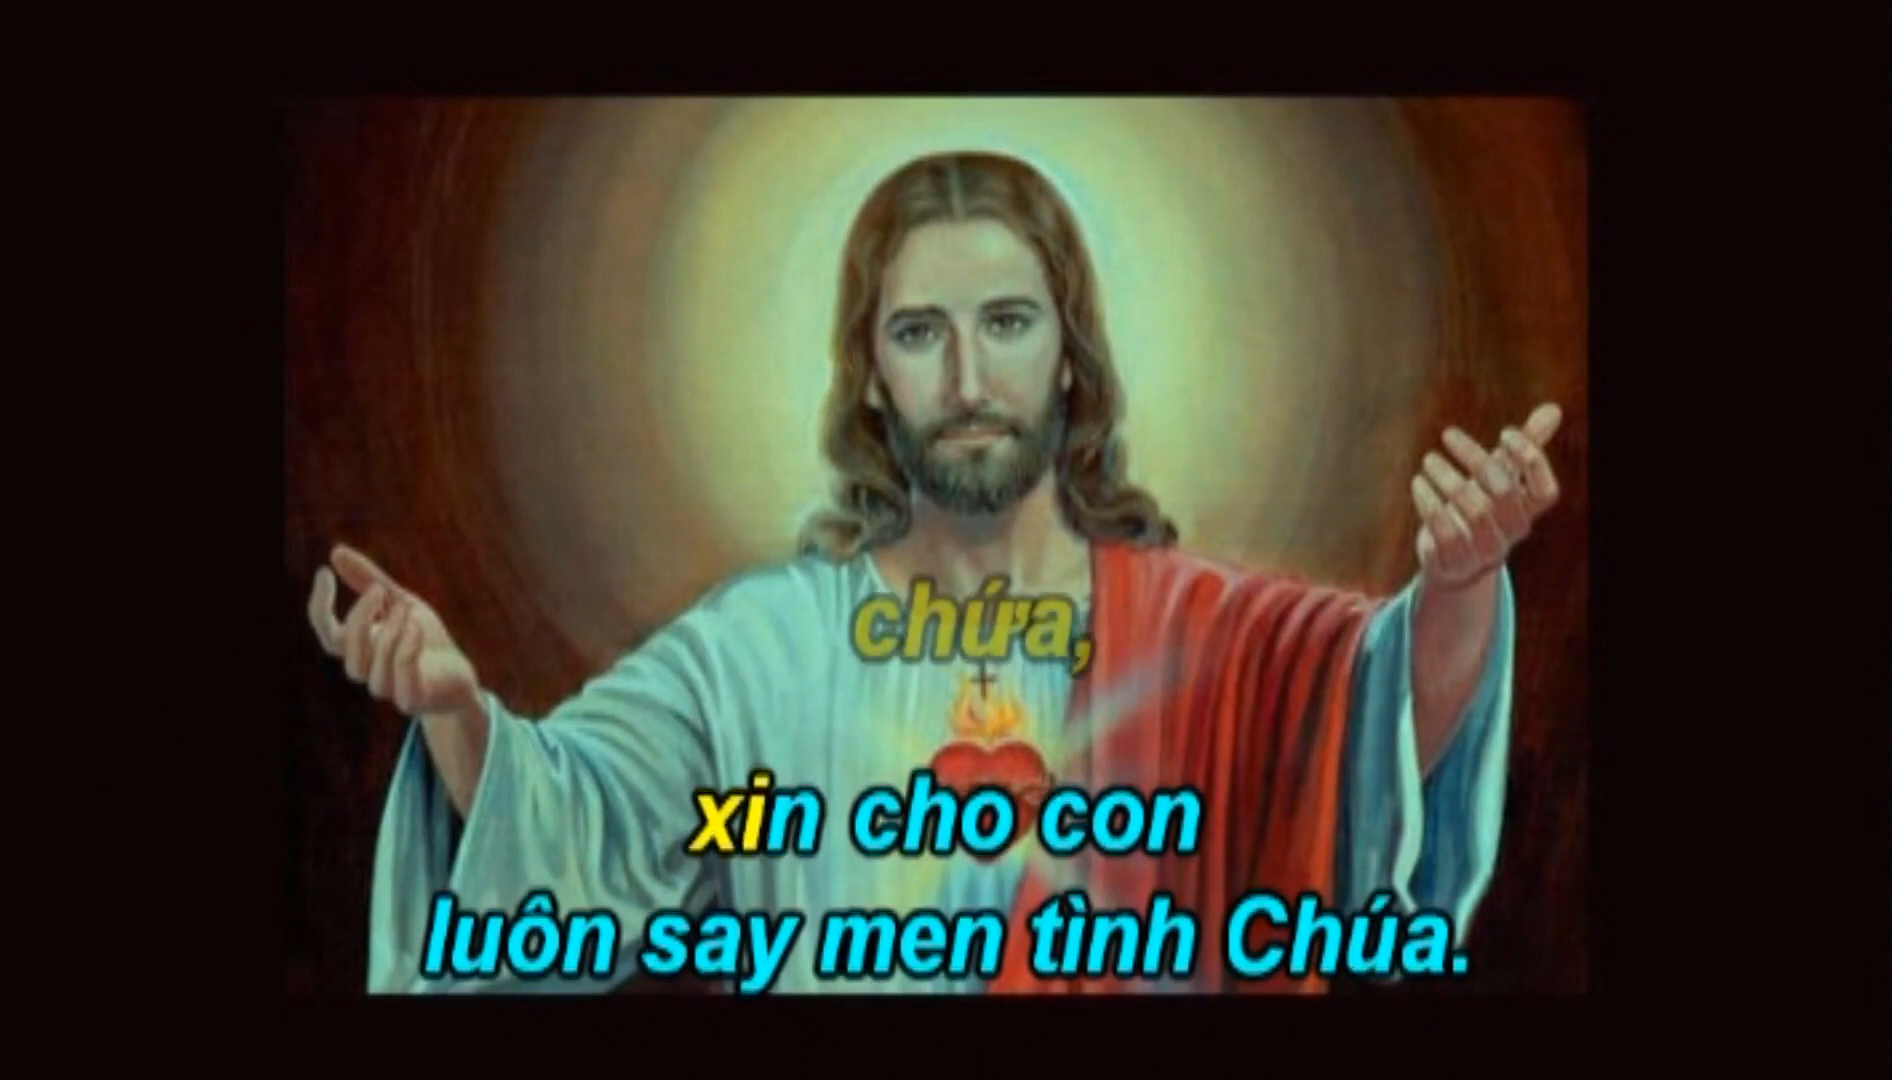 chứa,
xin cho con
luôn say men tình Chúa.